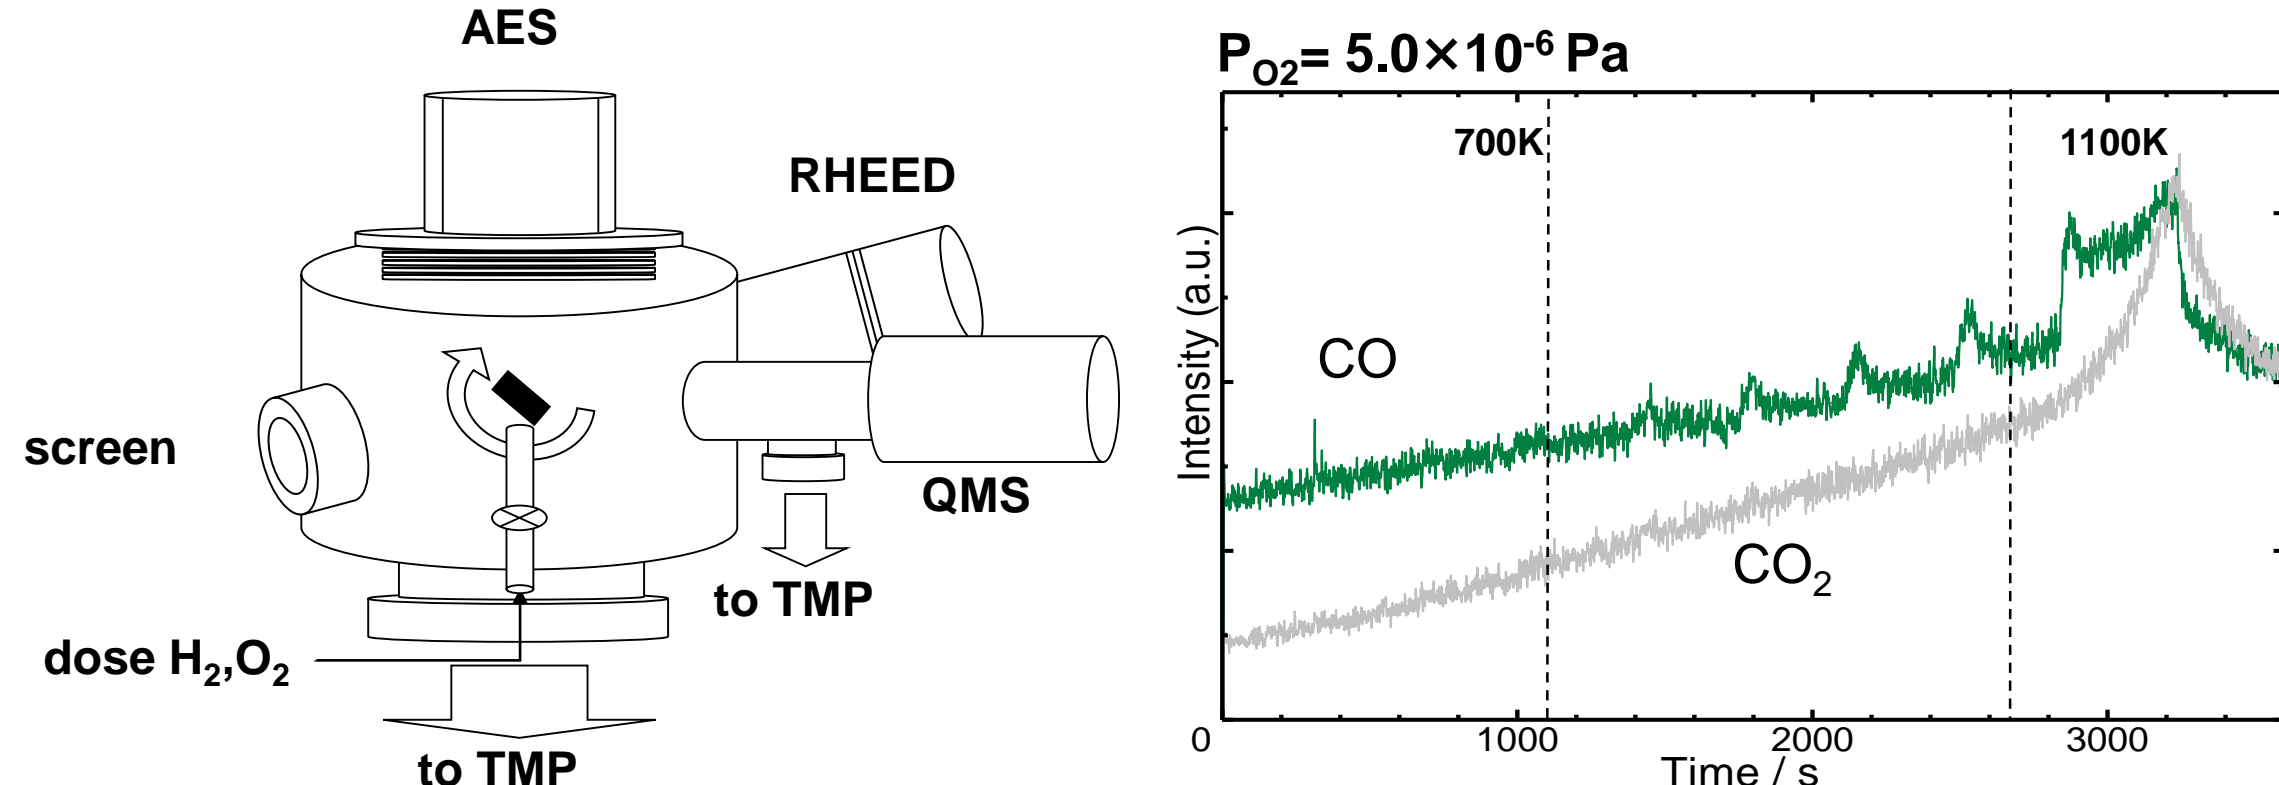 AES
RHEED
screen
QMS
to TMP
dose H₂,O₂
to TMP
P_O2= 5.0×10⁻⁶ Pa
700K
1100K
Intensity (a.u.)
CO
CO₂
0 1000 2000 3000
Time / s